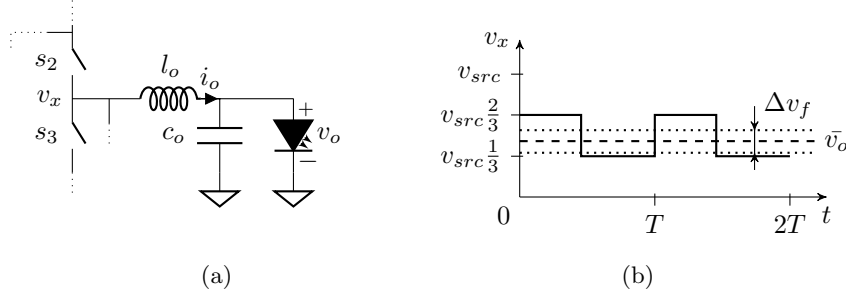 s2
vx
s3
lo
io
co
+
vo
−
(a)
vx
vsrc
vsrc 2/3
vsrc 1/3
0
T
2T
t
Δvf
v̄o
(b)